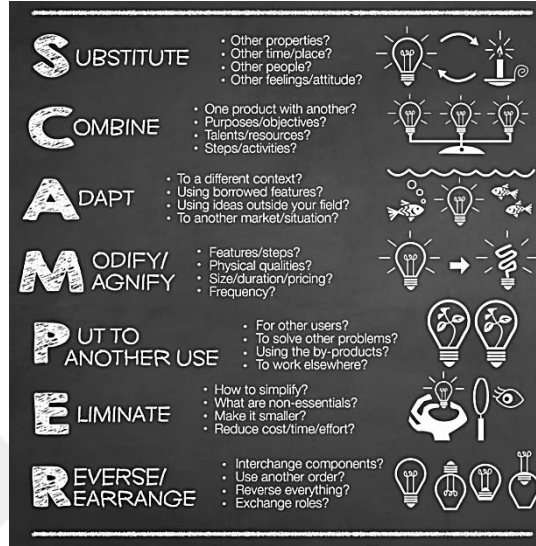 SUBSTITUTE
• Other properties?
• Other time/place?
• Other people?
• Other feelings/attitude?
COMBINE
• One product with another?
• Purposes/objectives?
• Talents/resources?
• Steps/activities?
ADAPT
• To a different context?
• Using borrowed features?
• Using ideas outside your field?
• To another market/situation?
MODIFY/
MAGNIFY
• Features/steps?
• Physical qualities?
• Size/duration/pricing?
• Frequency?
PUT TO
ANOTHER USE
• For other users?
• To solve other problems?
• Using the by-products?
• To work elsewhere?
ELIMINATE
• How to simplify?
• What are non-essentials?
• Make it smaller?
• Reduce cost/time/effort?
REVERSE/
REARRANGE
• Interchange components?
• Use another order?
• Reverse everything?
• Exchange roles?